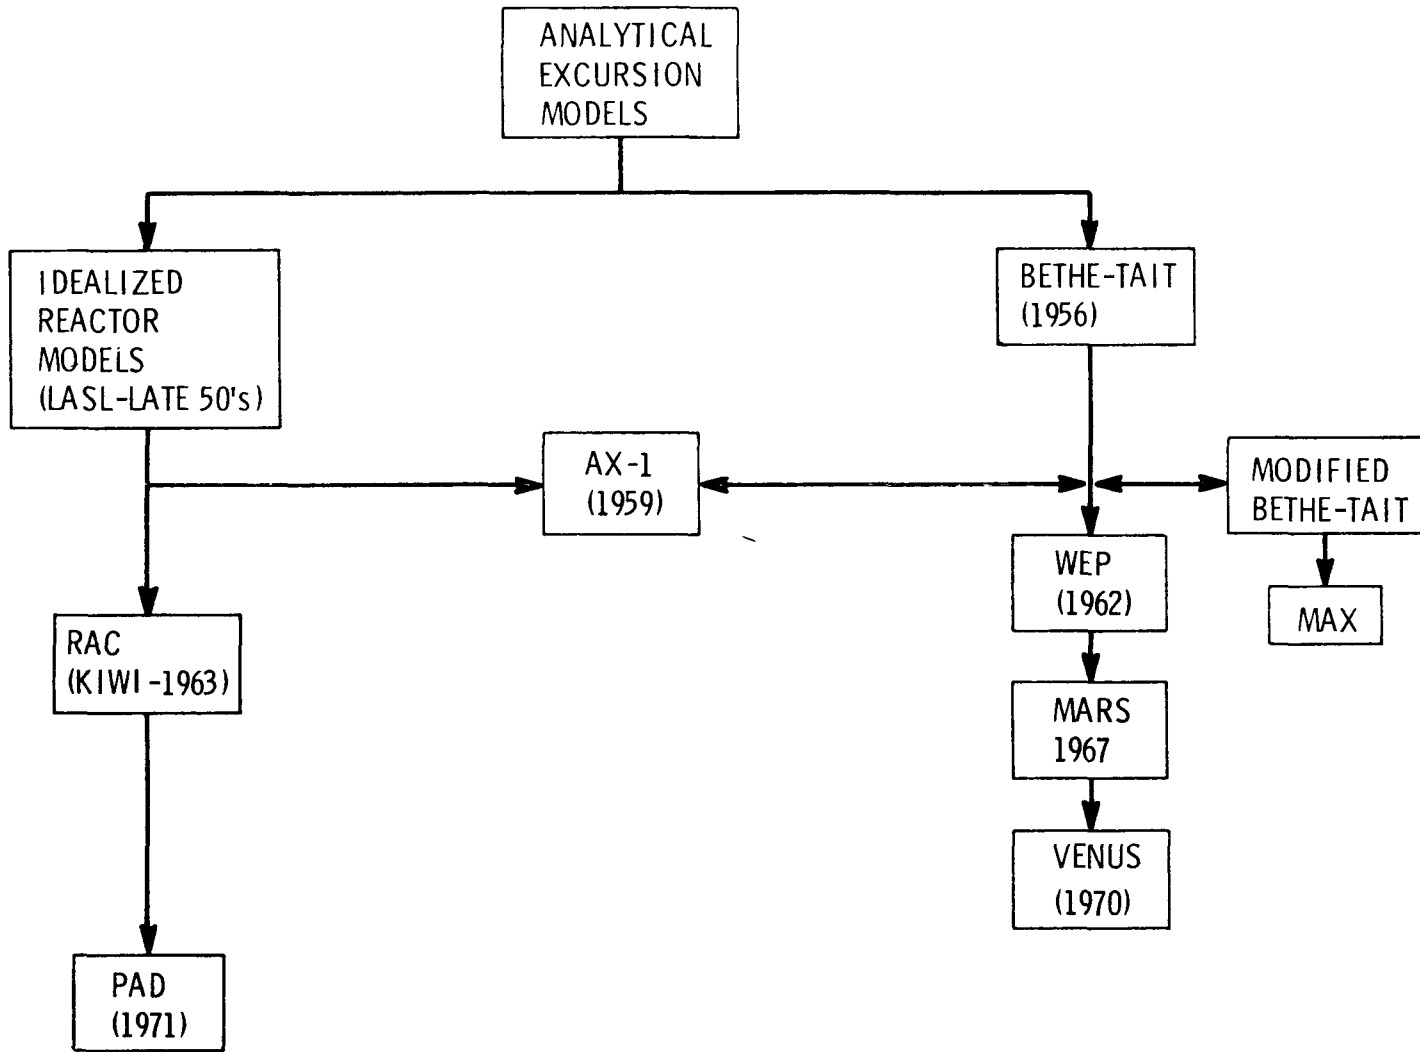 ANALYTICAL
EXCURSION
MODELS
IDEALIZED
REACTOR
MODELS
(LASL-LATE 50's)
BETHE-TAIT
(1956)
AX-1
(1959)
MODIFIED
BETHE-TAIT
WEP
(1962)
MAX
RAC
(KIWI-1963)
MARS
1967
VENUS
(1970)
PAD
(1971)